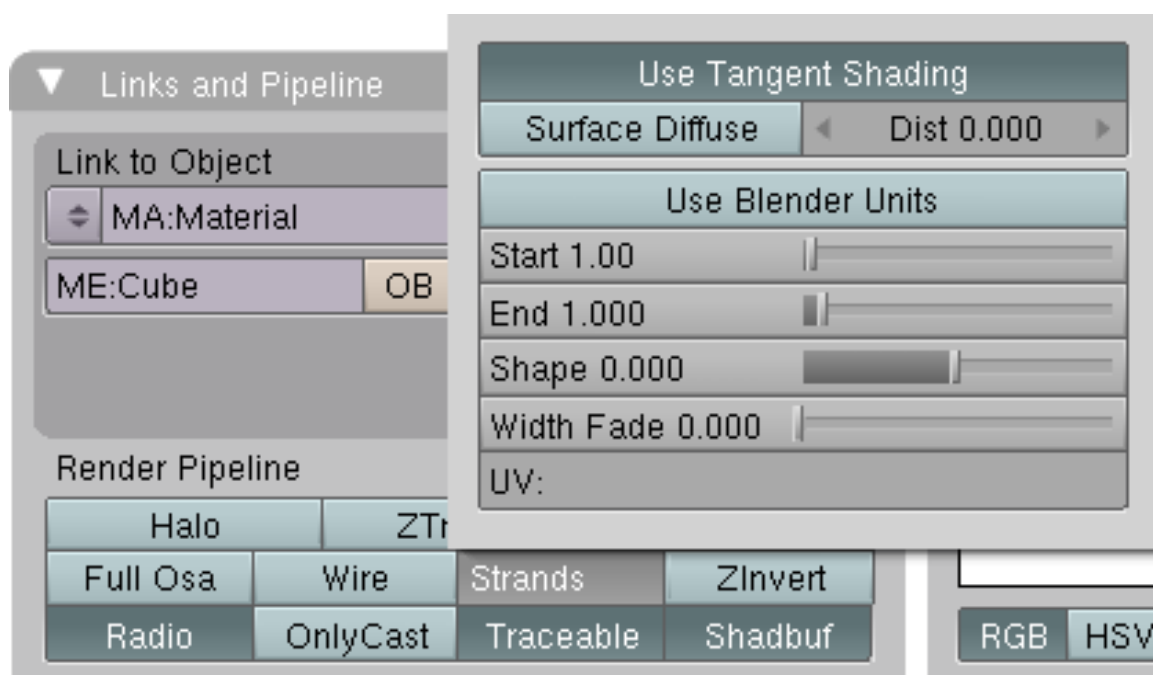 Links and Pipeline
Link to Object
MA:Material
ME:Cube OB
Render Pipeline
Halo
Full Osa Wire Strands ZInvert
Radio OnlyCast Traceable Shadbuf
Use Tangent Shading
Surface Diffuse Dist 0.000
Use Blender Units
Start 1.00
End 1.000
Shape 0.000
Width Fade 0.000
UV:
RGB HSV